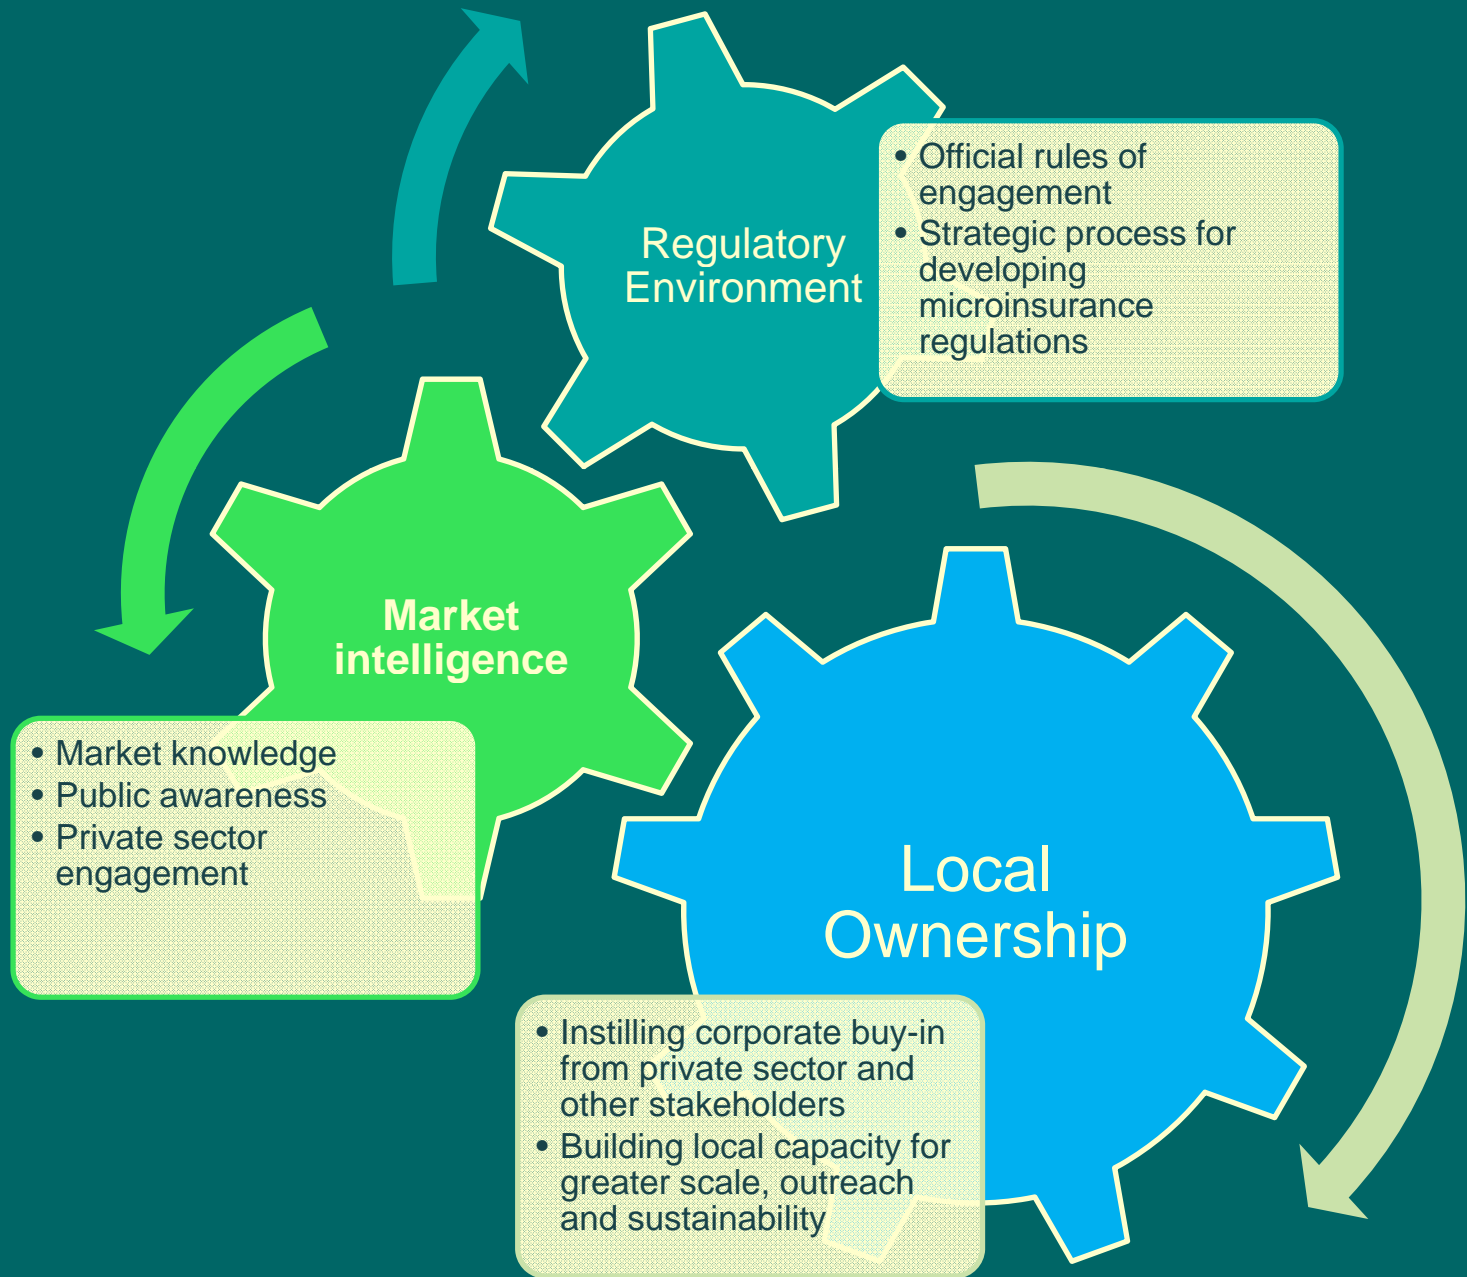 Regulatory
Environment
• Official rules of
engagement
• Strategic process for
developing
microinsurance
regulations
Market
intelligence
• Market knowledge
• Public awareness
• Private sector
engagement
Local
Ownership
• Instilling corporate buy-in
from private sector and
other stakeholders
• Building local capacity for
greater scale, outreach
and sustainability